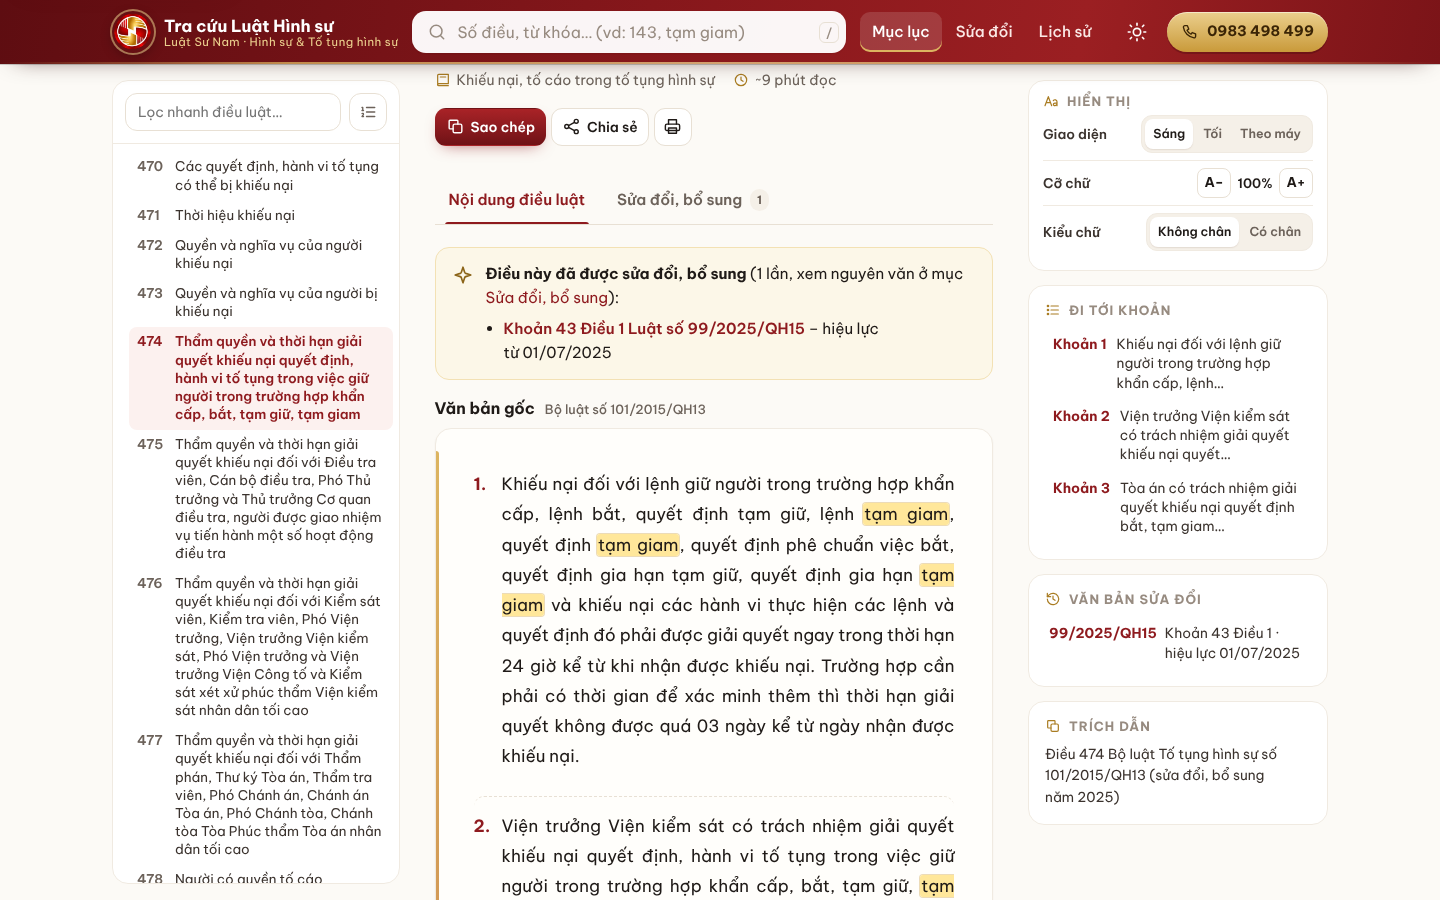 Tra cứu Luật Hình sự
Luật Sư Nam · Hình sự & Tố tụng hình sự
Số điều, từ khóa... (vd: 143, tạm giam)
/
Mục lục
Sửa đổi
Lịch sử
0983 498 499
Lọc nhanh điều luật...
470 Các quyết định, hành vi tố tụng
có thể bị khiếu nại
471 Thời hiệu khiếu nại
472 Quyền và nghĩa vụ của người
khiếu nại
473 Quyền và nghĩa vụ của người bị
khiếu nại
474 Thẩm quyền và thời hạn giải
quyết khiếu nại quyết định,
hành vi tố tụng trong việc giữ
người trong trường hợp khẩn
cấp, bắt, tạm giữ, tạm giam
475 Thẩm quyền và thời hạn giải
quyết khiếu nại đối với Điều tra
viên, Cán bộ điều tra, Phó Thủ
trưởng và Thủ trưởng Cơ quan
điều tra, người được giao nhiệm
vụ tiến hành một số hoạt động
điều tra
476 Thẩm quyền và thời hạn giải
quyết khiếu nại đối với Kiểm sát
viên, Kiểm tra viên, Phó Viện
trưởng, Viện trưởng Viện kiểm
sát, Phó Viện trưởng và Viện
trưởng Viện Công tố và Kiểm
sát xét xử phúc thẩm Viện kiểm
sát nhân dân tối cao
477 Thẩm quyền và thời hạn giải
quyết khiếu nại đối với Thẩm
phán, Thư ký Tòa án, Thẩm tra
viên, Phó Chánh án, Chánh án
Tòa án, Phó Chánh tòa, Chánh
tòa Tòa Phúc thẩm Tòa án nhân
dân tối cao
478 Người có quyền tố cáo
Khiếu nại, tố cáo trong tố tụng hình sự
~9 phút đọc
Sao chép
Chia sẻ
Nội dung điều luật
Sửa đổi, bổ sung 1
Điều này đã được sửa đổi, bổ sung (1 lần, xem nguyên văn ở mục
Sửa đổi, bổ sung):
• Khoản 43 Điều 1 Luật số 99/2025/QH15 – hiệu lực
từ 01/07/2025
Văn bản gốc Bộ luật số 101/2015/QH13
1. Khiếu nại đối với lệnh giữ người trong trường hợp khẩn
cấp, lệnh bắt, quyết định tạm giữ, lệnh tạm giam,
quyết định tạm giam, quyết định phê chuẩn việc bắt,
quyết định gia hạn tạm giữ, quyết định gia hạn tạm
giam và khiếu nại các hành vi thực hiện các lệnh và
quyết định đó phải được giải quyết ngay trong thời hạn
24 giờ kể từ khi nhận được khiếu nại. Trường hợp cần
phải có thời gian để xác minh thêm thì thời hạn giải
quyết không được quá 03 ngày kể từ ngày nhận được
khiếu nại.
2. Viện trưởng Viện kiểm sát có trách nhiệm giải quyết
khiếu nại quyết định, hành vi tố tụng trong việc giữ
người trong trường hợp khẩn cấp, bắt, tạm giữ, tạm
Aa HIỂN THỊ
Giao diện Sáng Tối Theo máy
Cỡ chữ A− 100% A+
Kiểu chữ Không chân Có chân
ĐI TỚI KHOẢN
Khoản 1 Khiếu nại đối với lệnh giữ
người trong trường hợp
khẩn cấp, lệnh...
Khoản 2 Viện trưởng Viện kiểm sát
có trách nhiệm giải quyết
khiếu nại quyết...
Khoản 3 Tòa án có trách nhiệm giải
quyết khiếu nại quyết định
bắt, tạm giam...
VĂN BẢN SỬA ĐỔI
99/2025/QH15 Khoản 43 Điều 1 ·
hiệu lực 01/07/2025
TRÍCH DẪN
Điều 474 Bộ luật Tố tụng hình sự số
101/2015/QH13 (sửa đổi, bổ sung
năm 2025)